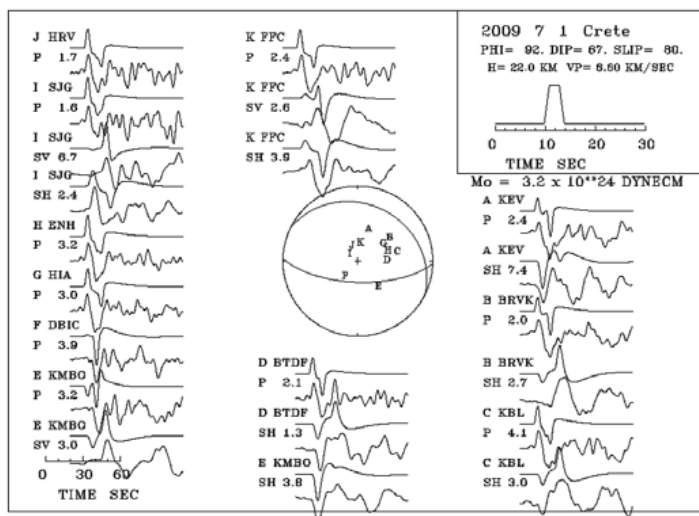 J HRV
P 1.7
I SJG
P 1.6
I SJG
SV 6.7
I SJG
SH 2.4
H ENH
P 3.2
G HIA
P 3.0
F DBIC
P 3.9
E KMBO
P 3.2
E KMBO
SV 3.0
0 30 60
TIME SEC
K FFC
P 2.4
K FFC
SV 2.6
K FFC
SH 3.9
A
B
K
G
H C
J
I
D
F
E
D BTDF
P 2.1
D BTDF
SH 1.3
E KMBO
SH 3.8
2009 7 1 Crete
PHI= 92. DIP= 67. SLIP= 80.
H= 22.0 KM VP= 6.60 KM/SEC
0 10 20 30
TIME SEC
Mo = 3.2 x 10**24 DYNECM
A KEV
P 2.4
A KEV
SH 7.4
B BRVK
P 2.0
B BRVK
SH 2.7
C KBL
P 4.1
C KBL
SH 3.0